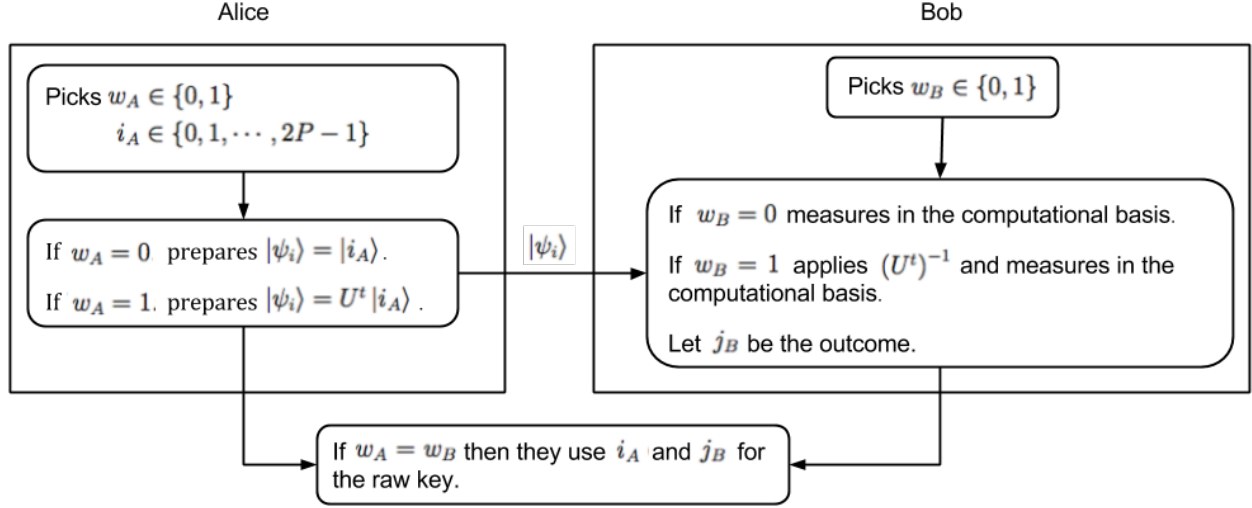 Alice
Bob
Picks w_A ∈ {0, 1}
i_A ∈ {0, 1, ⋯ , 2P − 1}
If w_A = 0 prepares |ψ_i⟩ = |i_A⟩.
If w_A = 1. prepares |ψ_i⟩ = U^t |i_A⟩ .
|ψ_i⟩
Picks w_B ∈ {0, 1}
If w_B = 0 measures in the computational basis.
If w_B = 1 applies (U^t)^{−1} and measures in the
computational basis.
Let j_B be the outcome.
If w_A = w_B then they use i_A and j_B for
the raw key.